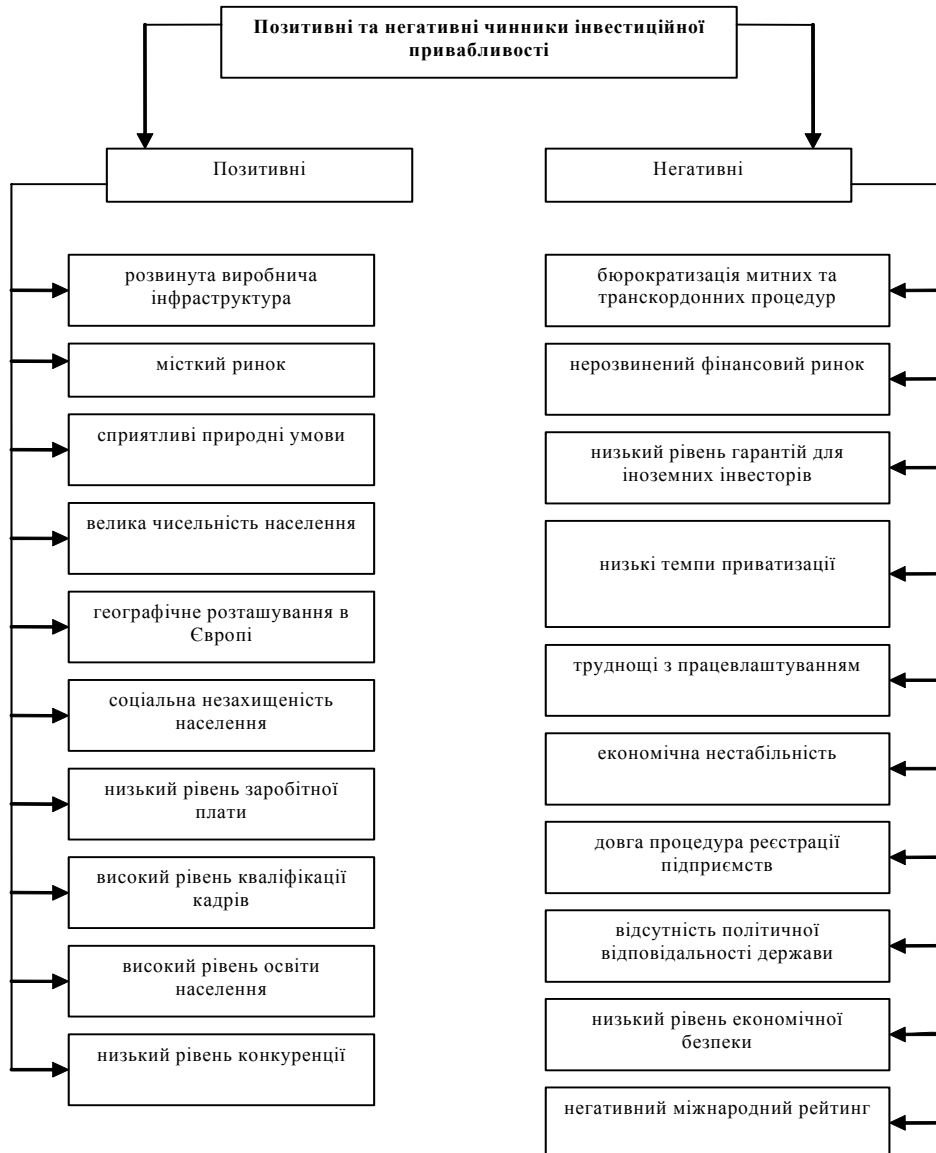 Позитивні та негативні чинники інвестиційної
привабливості
Позитивні
розвинута виробнича
інфраструктура
місткий ринок
сприятливі природні умови
велика чисельність населення
географічне розташування в
Європі
соціальна незахищеність
населення
низький рівень заробітної
плати
високий рівень кваліфікації
кадрів
високий рівень освіти
населення
низький рівень конкуренції
Негативні
бюрократизація митних та
транскордонних процедур
нерозвинений фінансовий ринок
низький рівень гарантій для
іноземних інвесторів
низькі темпи приватизації
труднощі з працевлаштуванням
економічна нестабільність
довга процедура реєстрації
підприємств
відсутність політичної
відповідальності держави
низький рівень економічної
безпеки
негативний міжнародний рейтинг